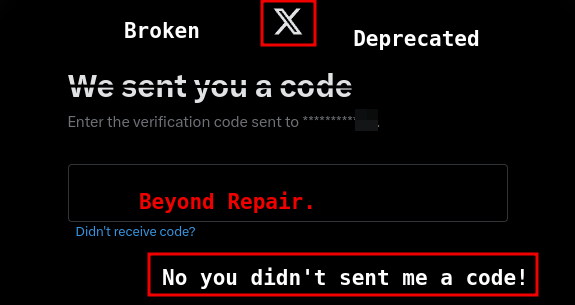 Broken
X
Deprecated
We sent you a code
Enter the verification code sent to **********.
Beyond Repair.
Didn't receive code?
No you didn't sent me a code!